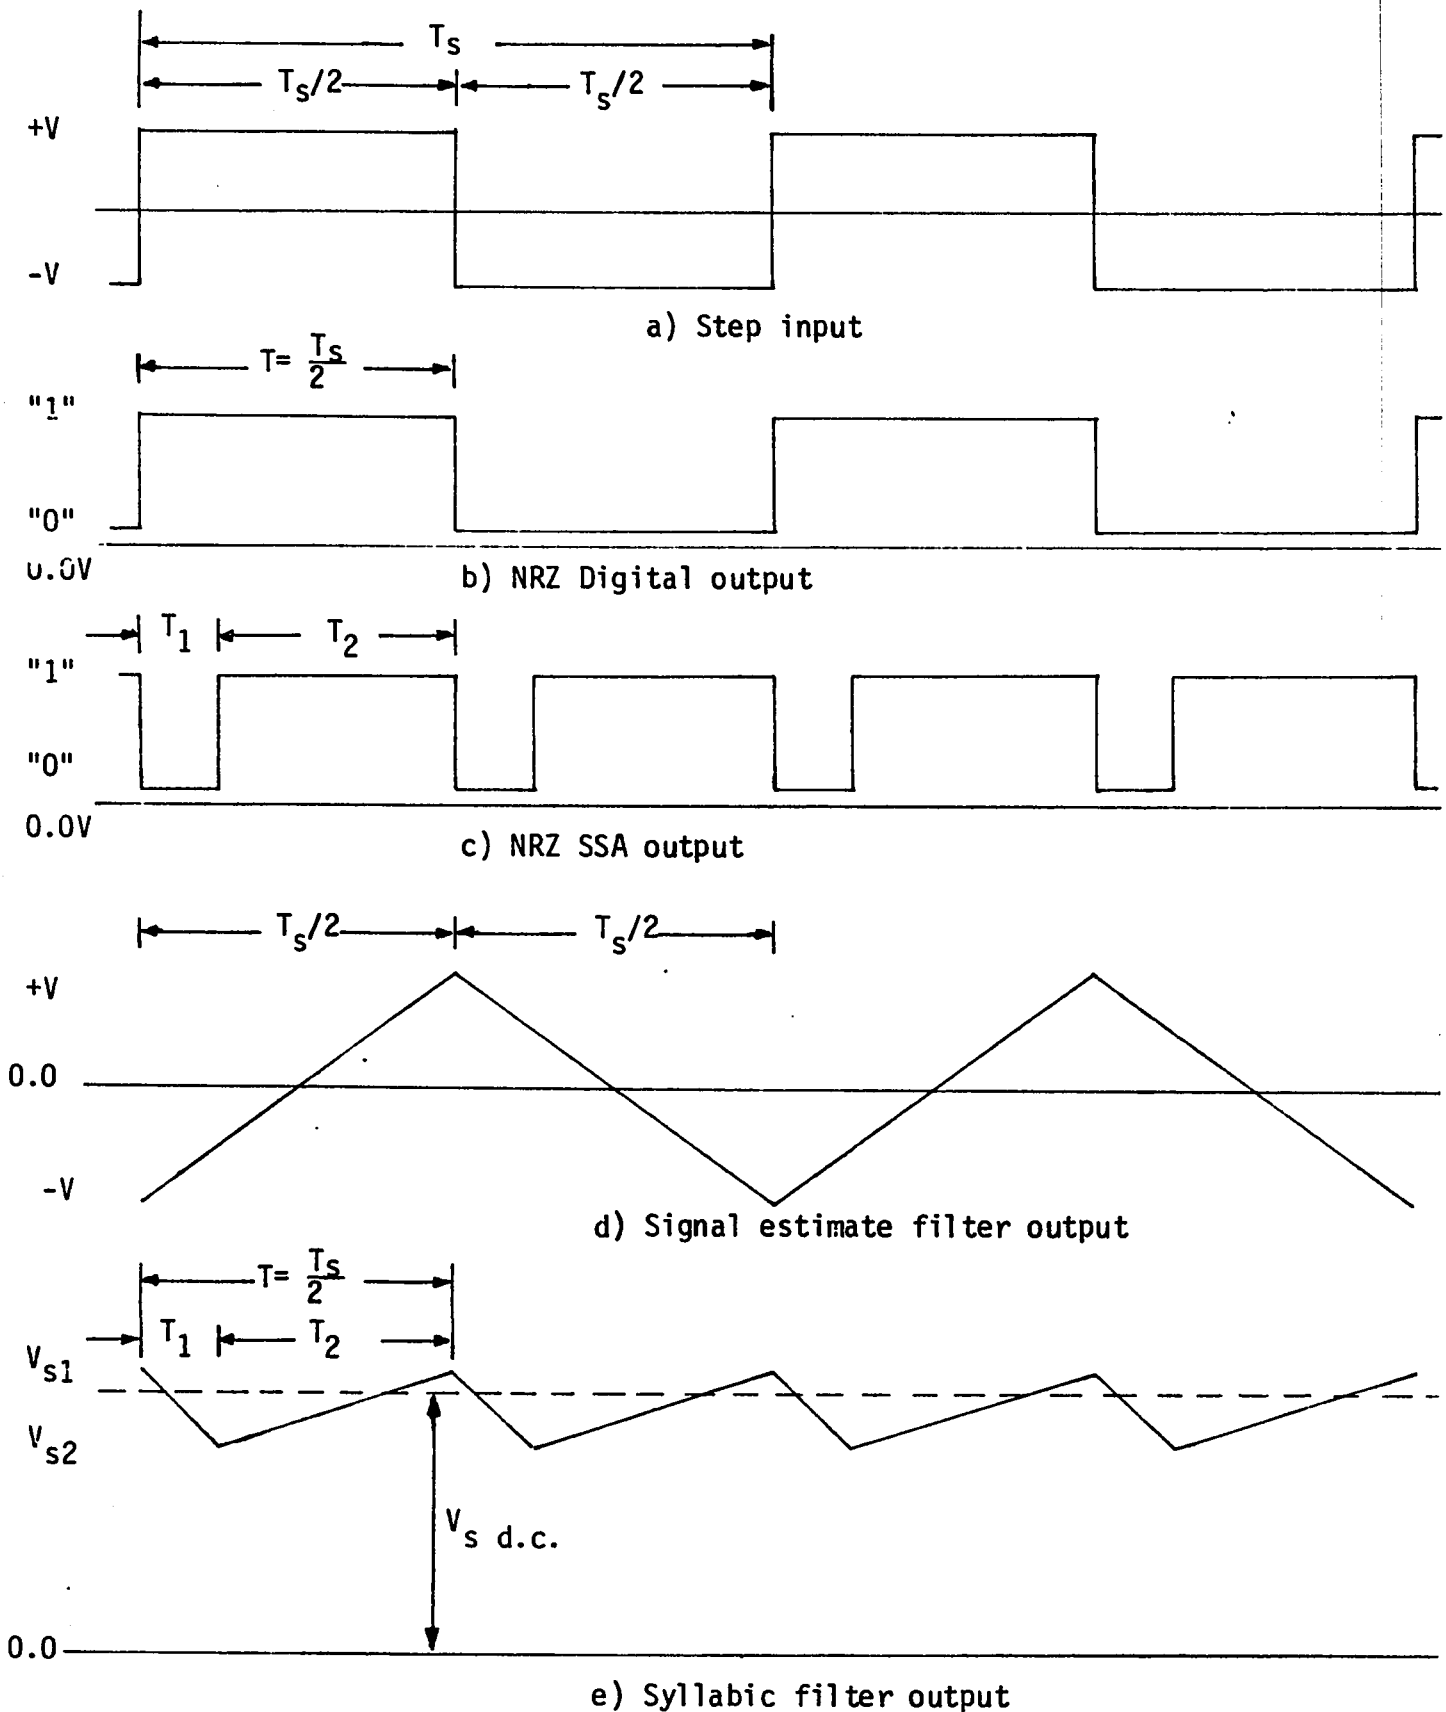 Ts
Ts/2 Ts/2
+V
-V
a) Step input
T= Ts/2
"1"
"0"
0.0V
b) NRZ Digital output
T1 T2
"1"
"0"
0.0V
c) NRZ SSA output
Ts/2 Ts/2
+V
0.0
-V
d) Signal estimate filter output
T= Ts/2
T1 T2
Vs1
Vs2
Vs d.c.
0.0
e) Syllabic filter output